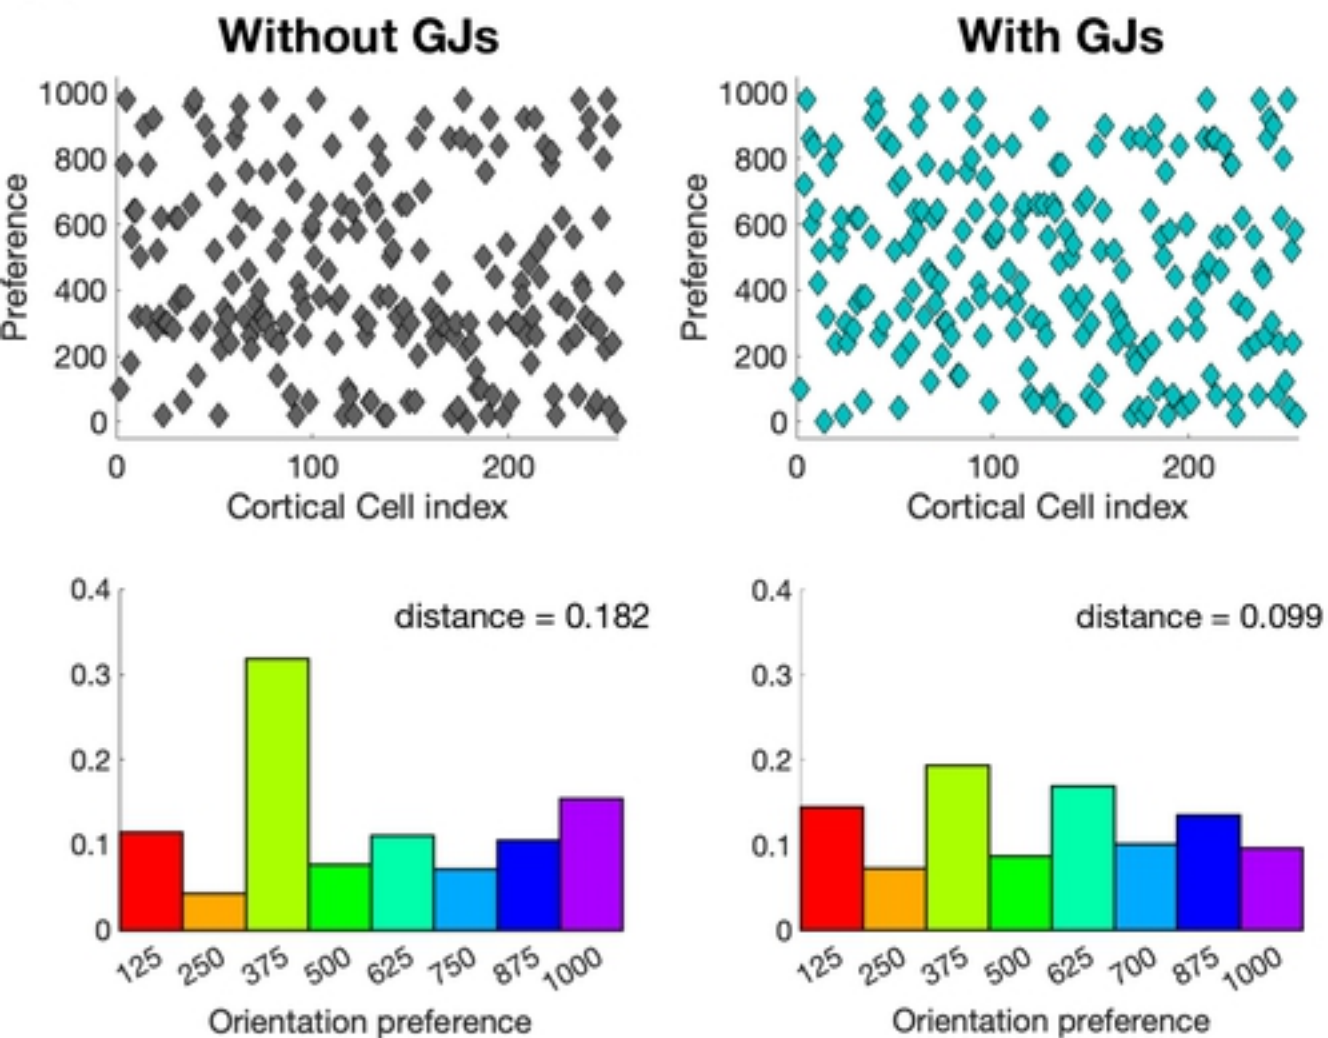 Without GJs
With GJs
1000
800
600
400
200
0
Preference
0 100 200
Cortical Cell index
1000
800
600
400
200
0
Preference
0 100 200
Cortical Cell index
0.4
0.3
0.2
0.1
0
distance = 0.182
125 250 375 500 625 750 875 1000
Orientation preference
0.4
0.3
0.2
0.1
0
distance = 0.099
125 250 375 500 625 700 875 1000
Orientation preference